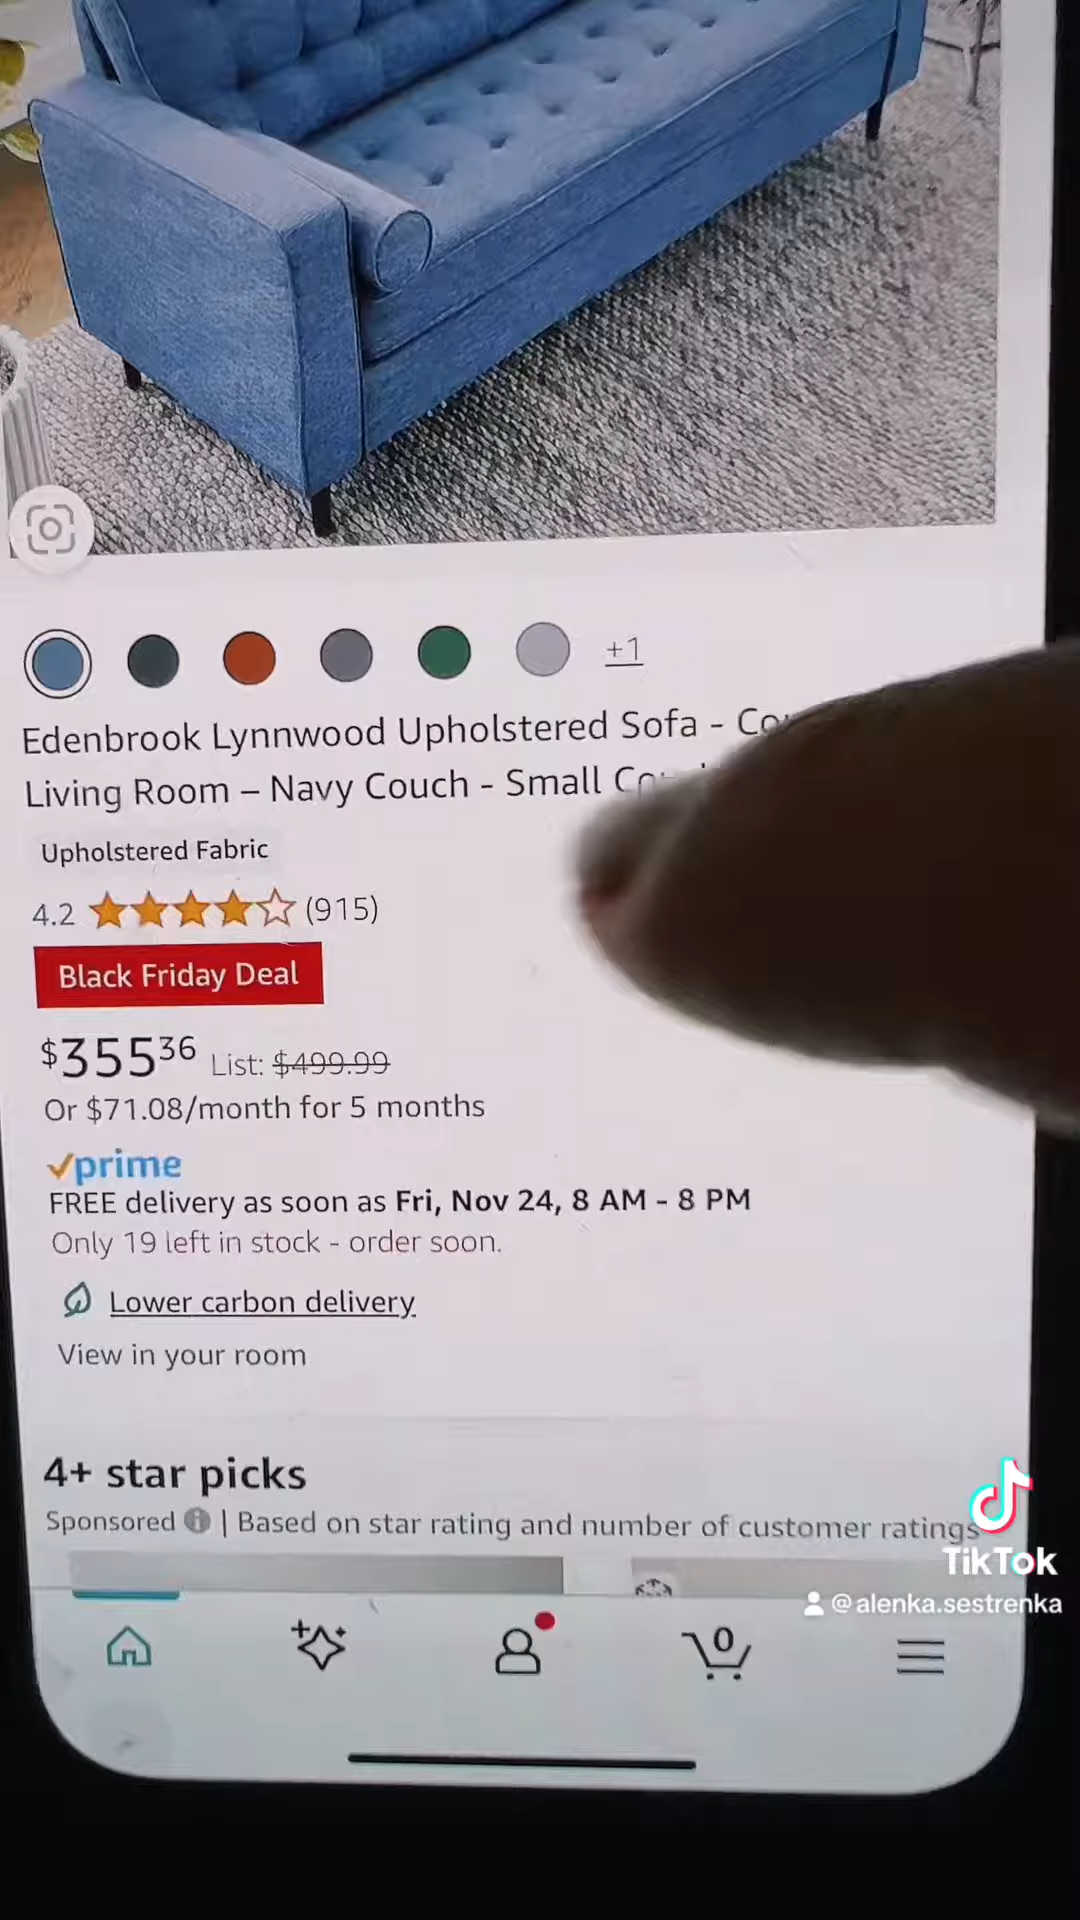 +1
Edenbrook Lynnwood Upholstered Sofa -
Living Room – Navy Couch - Small
Upholstered Fabric
4.2 (915)
Black Friday Deal
$355.36 List: $499.99
Or $71.08/month for 5 months
prime
FREE delivery as soon as Fri, Nov 24, 8 AM - 8 PM
Only 19 left in stock - order soon.
Lower carbon delivery
View in your room
4+ star picks
Sponsored | Based on star rating and number of customer ratings
TikTok
@alenka.sestrenka
0